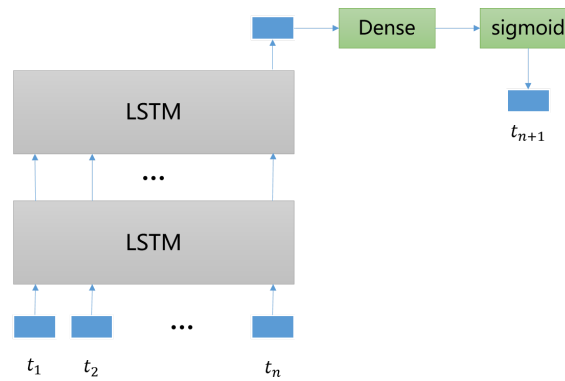 Dense
sigmoid
LSTM
t_{n+1}
...
LSTM
...
t_1 t_2 t_n